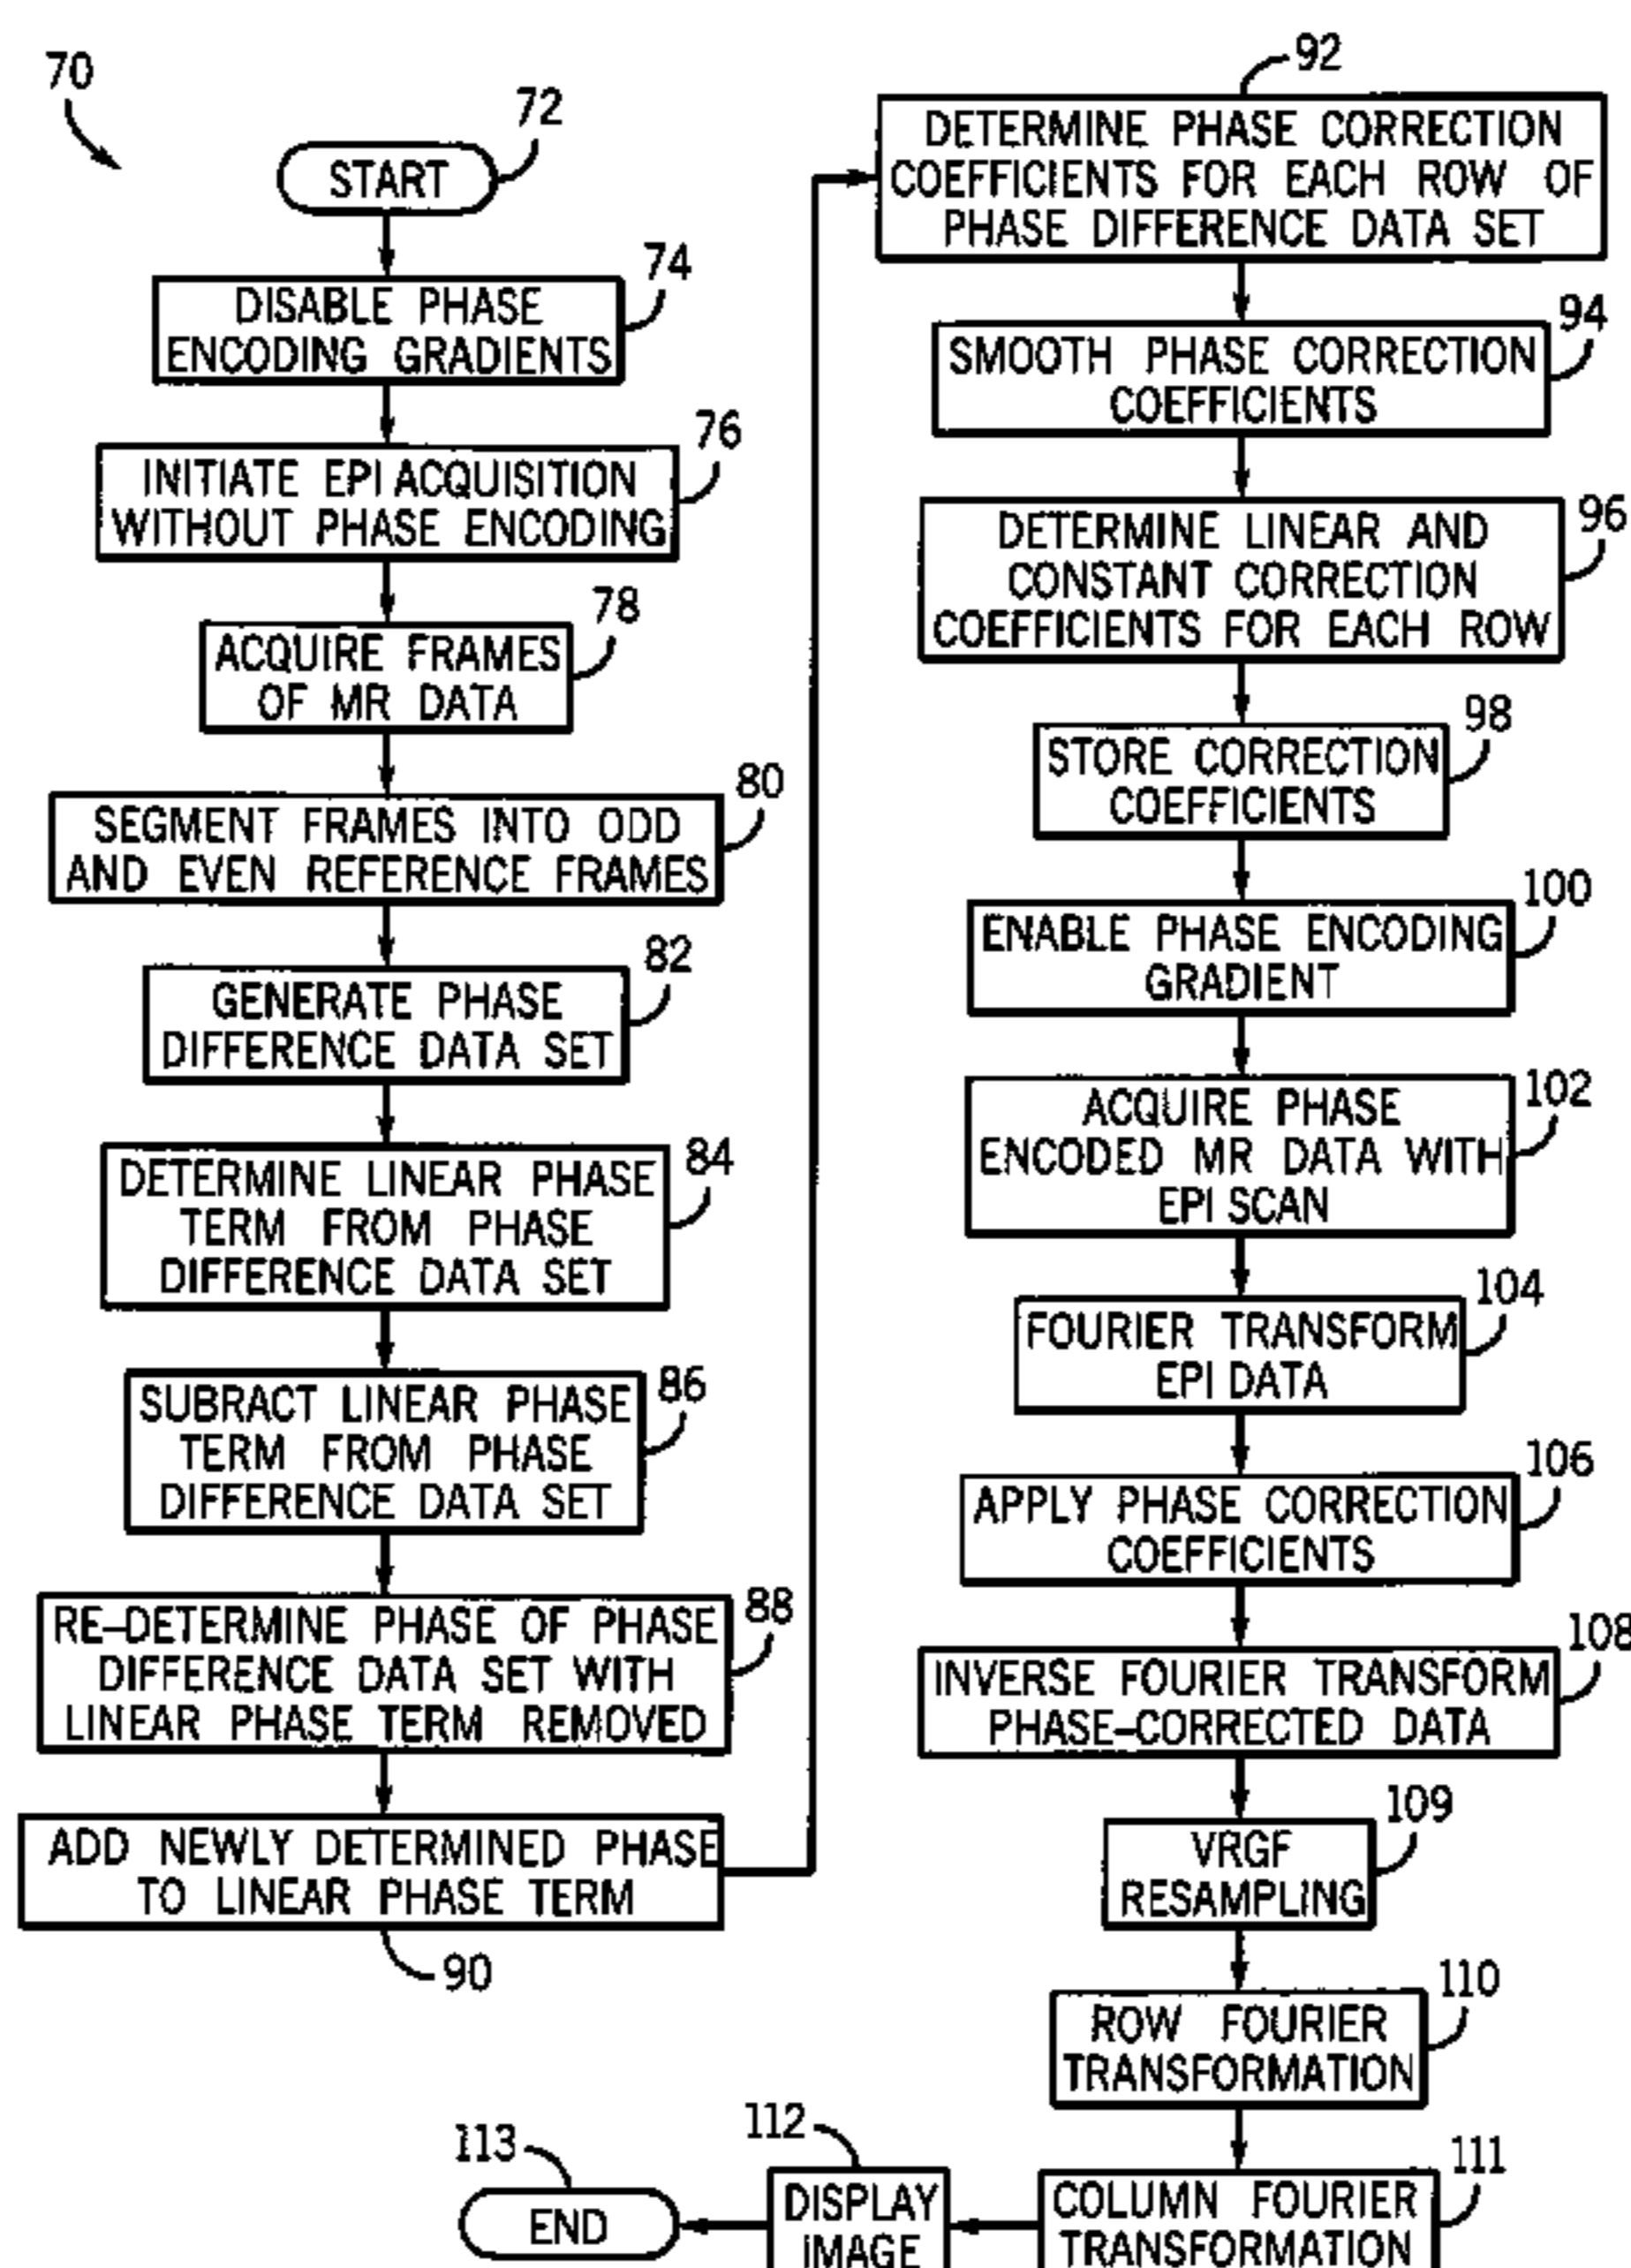 70
72
START
74
DISABLE PHASE
ENCODING GRADIENTS
76
INITIATE EPI ACQUISITION
WITHOUT PHASE ENCODING
78
ACQUIRE FRAMES
OF MR DATA
80
SEGMENT FRAMES INTO ODD
AND EVEN REFERENCE FRAMES
82
GENERATE PHASE
DIFFERENCE DATA SET
84
DETERMINE LINEAR PHASE
TERM FROM PHASE
DIFFERENCE DATA SET
86
SUBRACT LINEAR PHASE
TERM FROM PHASE
DIFFERENCE DATA SET
88
RE-DETERMINE PHASE OF PHASE
DIFFERENCE DATA SET WITH
LINEAR PHASE TERM REMOVED
ADD NEWLY DETERMINED PHASE
TO LINEAR PHASE TERM
90
92
DETERMINE PHASE CORRECTION
COEFFICIENTS FOR EACH ROW OF
PHASE DIFFERENCE DATA SET
94
SMOOTH PHASE CORRECTION
COEFFICIENTS
96
DETERMINE LINEAR AND
CONSTANT CORRECTION
COEFFICIENTS FOR EACH ROW
98
STORE CORRECTION
COEFFICIENTS
100
ENABLE PHASE ENCODING
GRADIENT
102
ACQUIRE PHASE
ENCODED MR DATA WITH
EPI SCAN
104
FOURIER TRANSFORM
EPI DATA
106
APPLY PHASE CORRECTION
COEFFICIENTS
108
INVERSE FOURIER TRANSFORM
PHASE-CORRECTED DATA
109
VRGF
RESAMPLING
110
ROW FOURIER
TRANSFORMATION
111
COLUMN FOURIER
TRANSFORMATION
112
DISPLAY
IMAGE
113
END